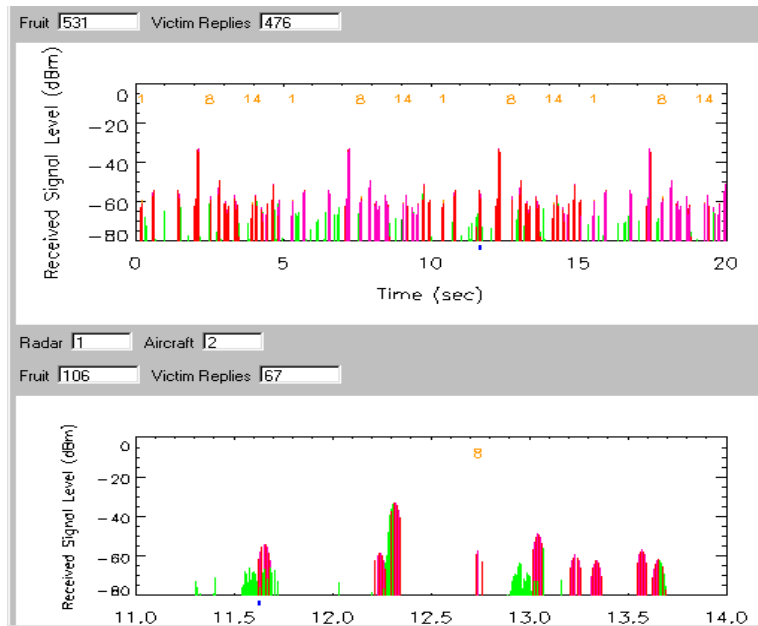 Fruit 531 Victim Replies 476
Received Signal Level (dBm)
0
-20
-40
-60
-80
1 8 14 1 8 14 1 8 14 1 8 14
0 5 10 15 20
Time (sec)
Radar 1 Aircraft 2
Fruit 106 Victim Replies 67
Received Signal Level (dBm)
0
-20
-40
-60
-80
8
11.0 11.5 12.0 12.5 13.0 13.5 14.0